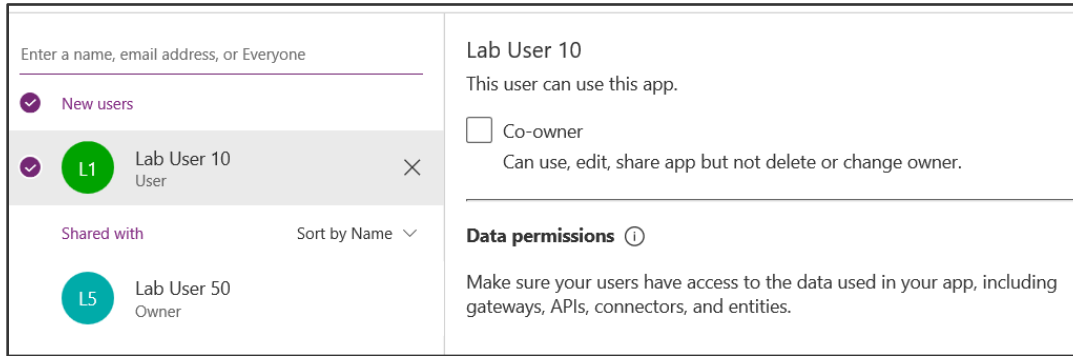 Enter a name, email address, or Everyone
New users
L1
Lab User 10
User
Shared with
Sort by Name
L5
Lab User 50
Owner
Lab User 10
This user can use this app.
Co-owner
Can use, edit, share app but not delete or change owner.
Data permissions
Make sure your users have access to the data used in your app, including
gateways, APIs, connectors, and entities.